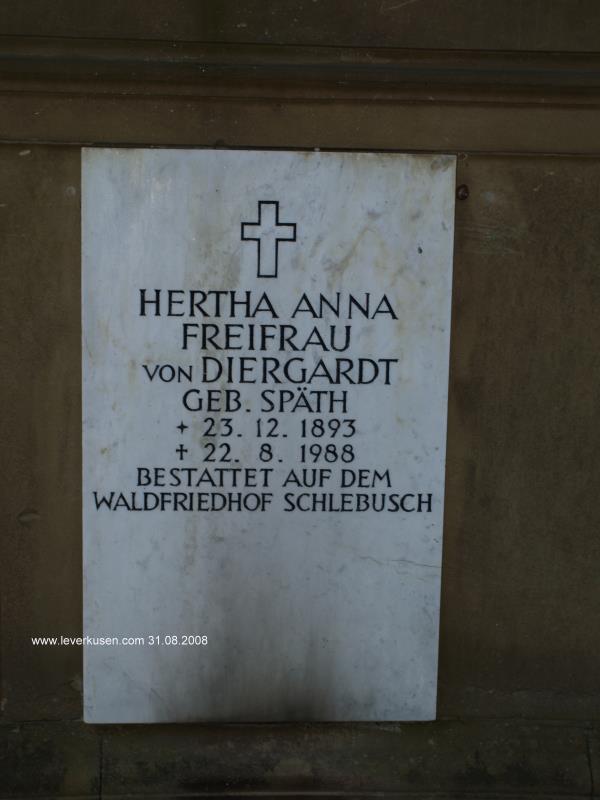 HERTHA ANNA
FREIFRAU
VON DIERGARDT
GEB. SPÄTH
✦ 23. 12. 1893
✝ 22. 8. 1988
BESTATTET AUF DEM
WALDFRIEDHOF SCHLEBUSCH
www.leverkusen.com 31.08.2008